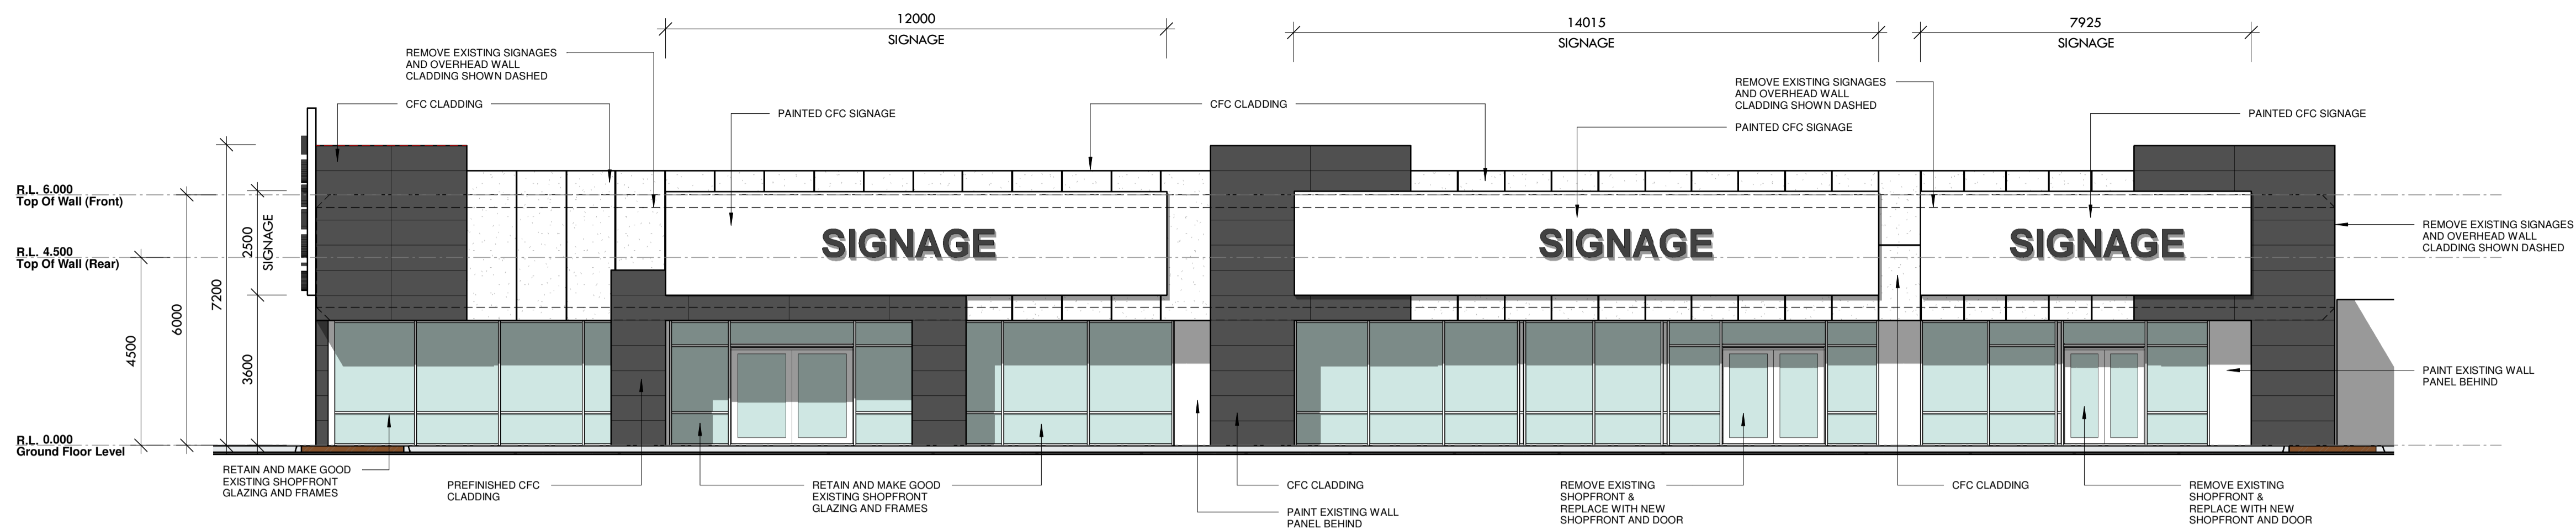 12000
SIGNAGE
14015
SIGNAGE
7925
SIGNAGE
REMOVE EXISTING SIGNAGES
AND OVERHEAD WALL
CLADDING SHOWN DASHED
CFC CLADDING
PAINTED CFC SIGNAGE
CFC CLADDING
REMOVE EXISTING SIGNAGES
AND OVERHEAD WALL
CLADDING SHOWN DASHED
PAINTED CFC SIGNAGE
PAINTED CFC SIGNAGE
R.L. 6.000
Top Of Wall (Front)
R.L. 4.500
Top Of Wall (Rear)
R.L. 0.000
Ground Floor Level
4500
6000
7200
2500
SIGNAGE
3600
SIGNAGE
SIGNAGE
SIGNAGE
REMOVE EXISTING SIGNAGES
AND OVERHEAD WALL
CLADDING SHOWN DASHED
PAINT EXISTING WALL
PANEL BEHIND
RETAIN AND MAKE GOOD
EXISTING SHOPFRONT
GLAZING AND FRAMES
PREFINISHED CFC
CLADDING
RETAIN AND MAKE GOOD
EXISTING SHOPFRONT
GLAZING AND FRAMES
CFC CLADDING
PAINT EXISTING WALL
PANEL BEHIND
REMOVE EXISTING
SHOPFRONT &
REPLACE WITH NEW
SHOPFRONT AND DOOR
CFC CLADDING
REMOVE EXISTING
SHOPFRONT &
REPLACE WITH NEW
SHOPFRONT AND DOOR